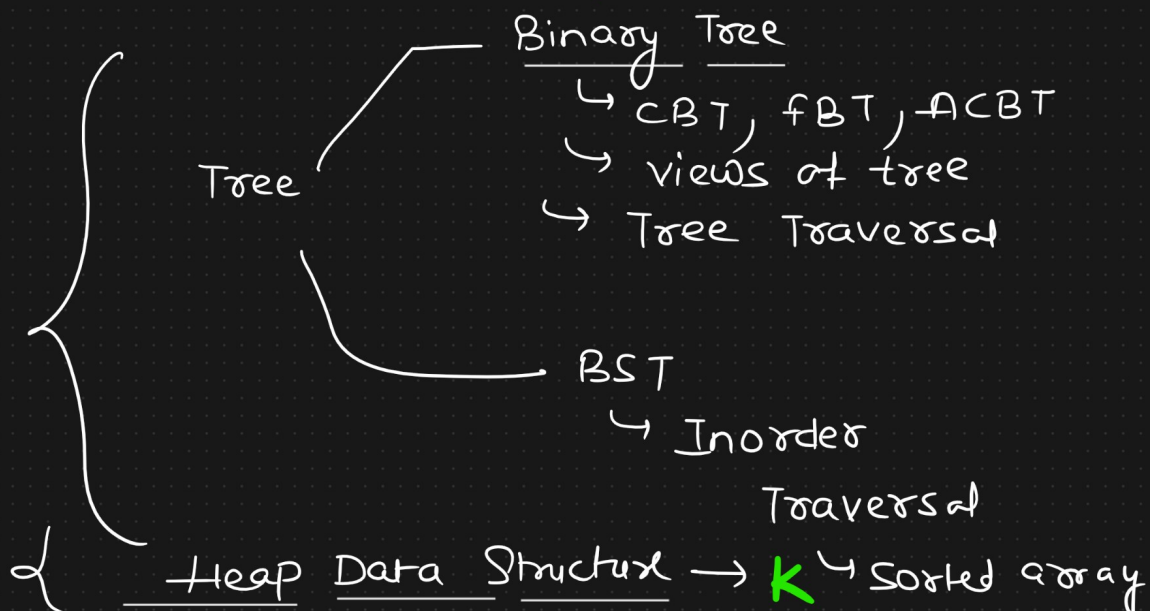 Binary Tree
↳ CBT, fBT, ACBT
↳ views of tree
Tree
↳ Tree Traversal
BST
↳ Inorder
Traversal
Heap Data Structure → K ↳ sorted array